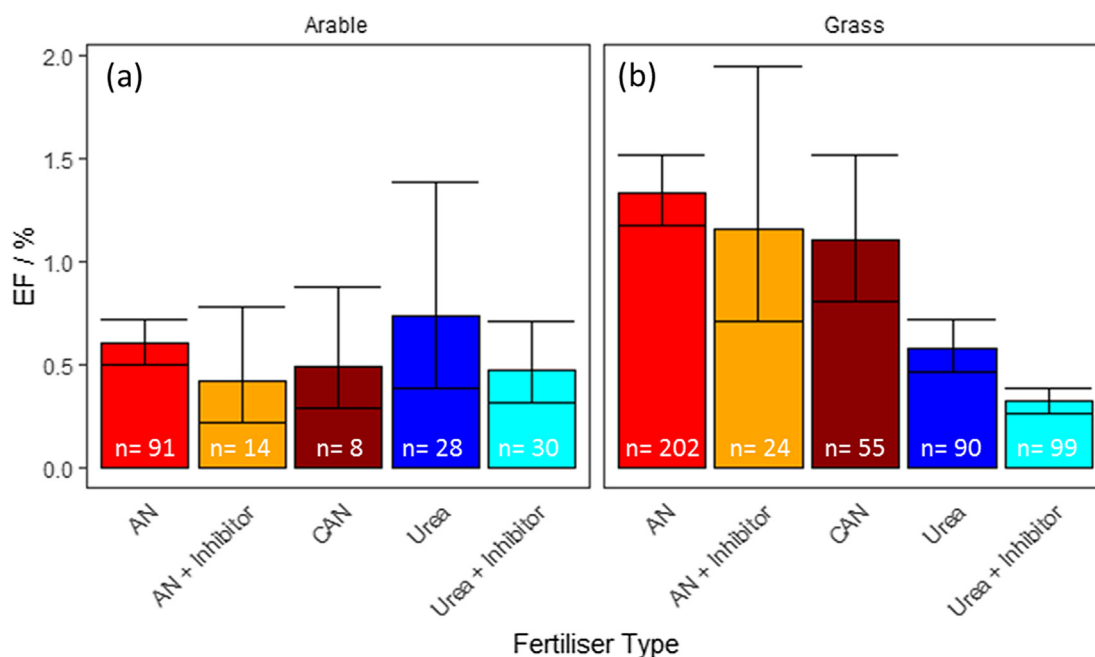 Arable
Grass
(a)
(b)
EF / %
2.0
1.5
1.0
0.5
0.0
n= 91
n= 14
n= 8
n= 28
n= 30
n= 202
n= 24
n= 55
n= 90
n= 99
AN
AN + Inhibitor
CAN
Urea
Urea + Inhibitor
AN
AN + Inhibitor
CAN
Urea
Urea + Inhibitor
Fertiliser Type